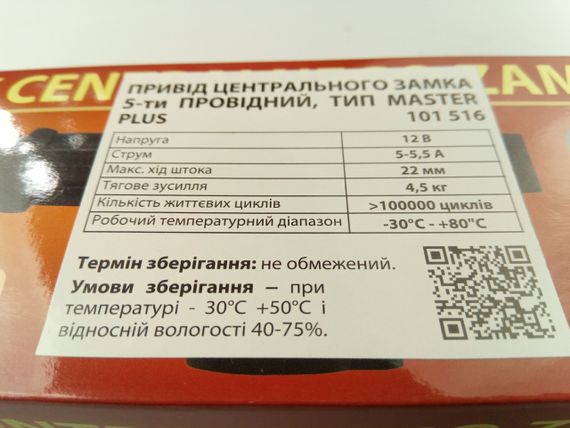 CEN
ZAM
ПРИВІД ЦЕНТРАЛЬНОГО ЗАМКА
5-ти ПРОВІДНИЙ, ТИП MASTER
PLUS 101 516
Напруга 12 В
Струм 5-5,5 А
Макс. хід штока 22 мм
Тягове зусилля 4,5 кг
Кількість життєвих циклів >100000 циклів
Робочий температурний діапазон -30°С - +80"С
Термін зберігання: не обмежений.
Умови зберігання – при
температурі - 30°С +50°С і
відносній вологості 40-75%.